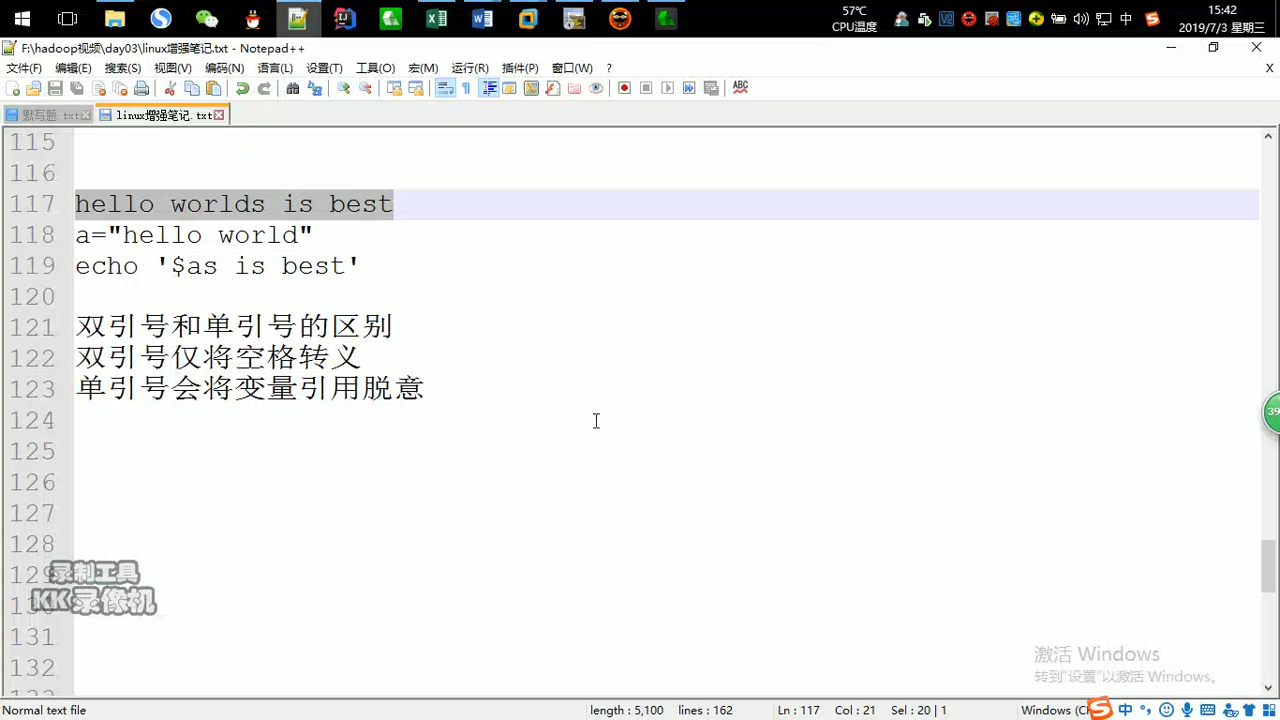 57℃
CPU温度
中
15:42
2019/7/3 星期三
F:\hadoop视频\day03\linux增强笔记.txt - Notepad++
文件(F) 编辑(E) 搜索(S) 视图(V) 编码(N) 语言(L) 设置(T) 工具(O) 宏(M) 运行(R) 插件(P) 窗口(W) ? X
ABC
默写题.txt linux增强笔记.txt
115
116
117 hello worlds is best
118 a="hello world"
119 echo '$as is best'
120
121 双引号和单引号的区别
122 双引号仅将空格转义
123 单引号会将变量引用脱意
124
125
126
127
128
129
130
131
132
39
录制工具
KK录像机
激活 Windows
转到"设置"以激活 Windows。
Normal text file length : 5,100 lines : 162 Ln : 117 Col : 21 Sel : 20 | 1 Windows (C
中